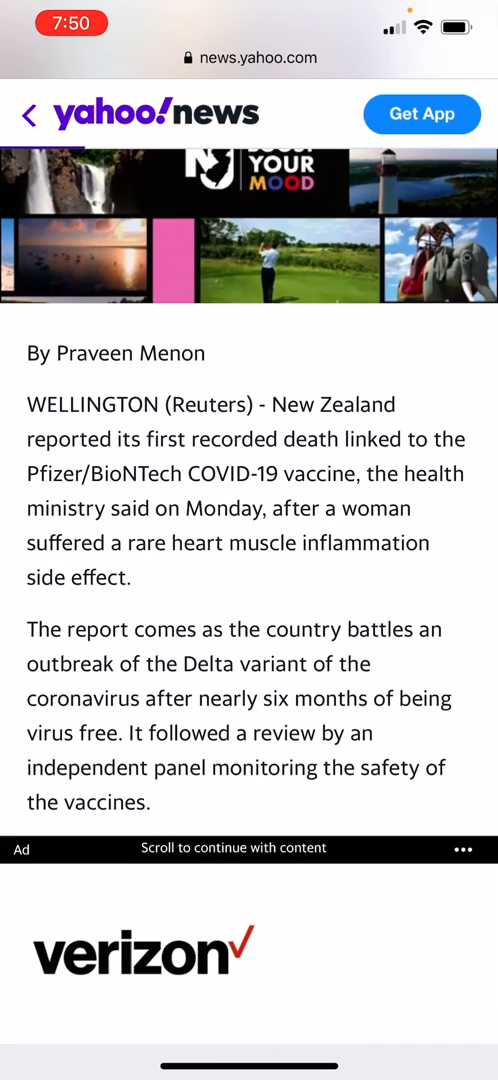 7:50
news.yahoo.com
yahoo!news
Get App
YOUR
MOOD
By Praveen Menon
WELLINGTON (Reuters) - New Zealand
reported its first recorded death linked to the
Pfizer/BioNTech COVID-19 vaccine, the health
ministry said on Monday, after a woman
suffered a rare heart muscle inflammation
side effect.
The report comes as the country battles an
outbreak of the Delta variant of the
coronavirus after nearly six months of being
virus free. It followed a review by an
independent panel monitoring the safety of
the vaccines.
Ad
Scroll to continue with content
verizon